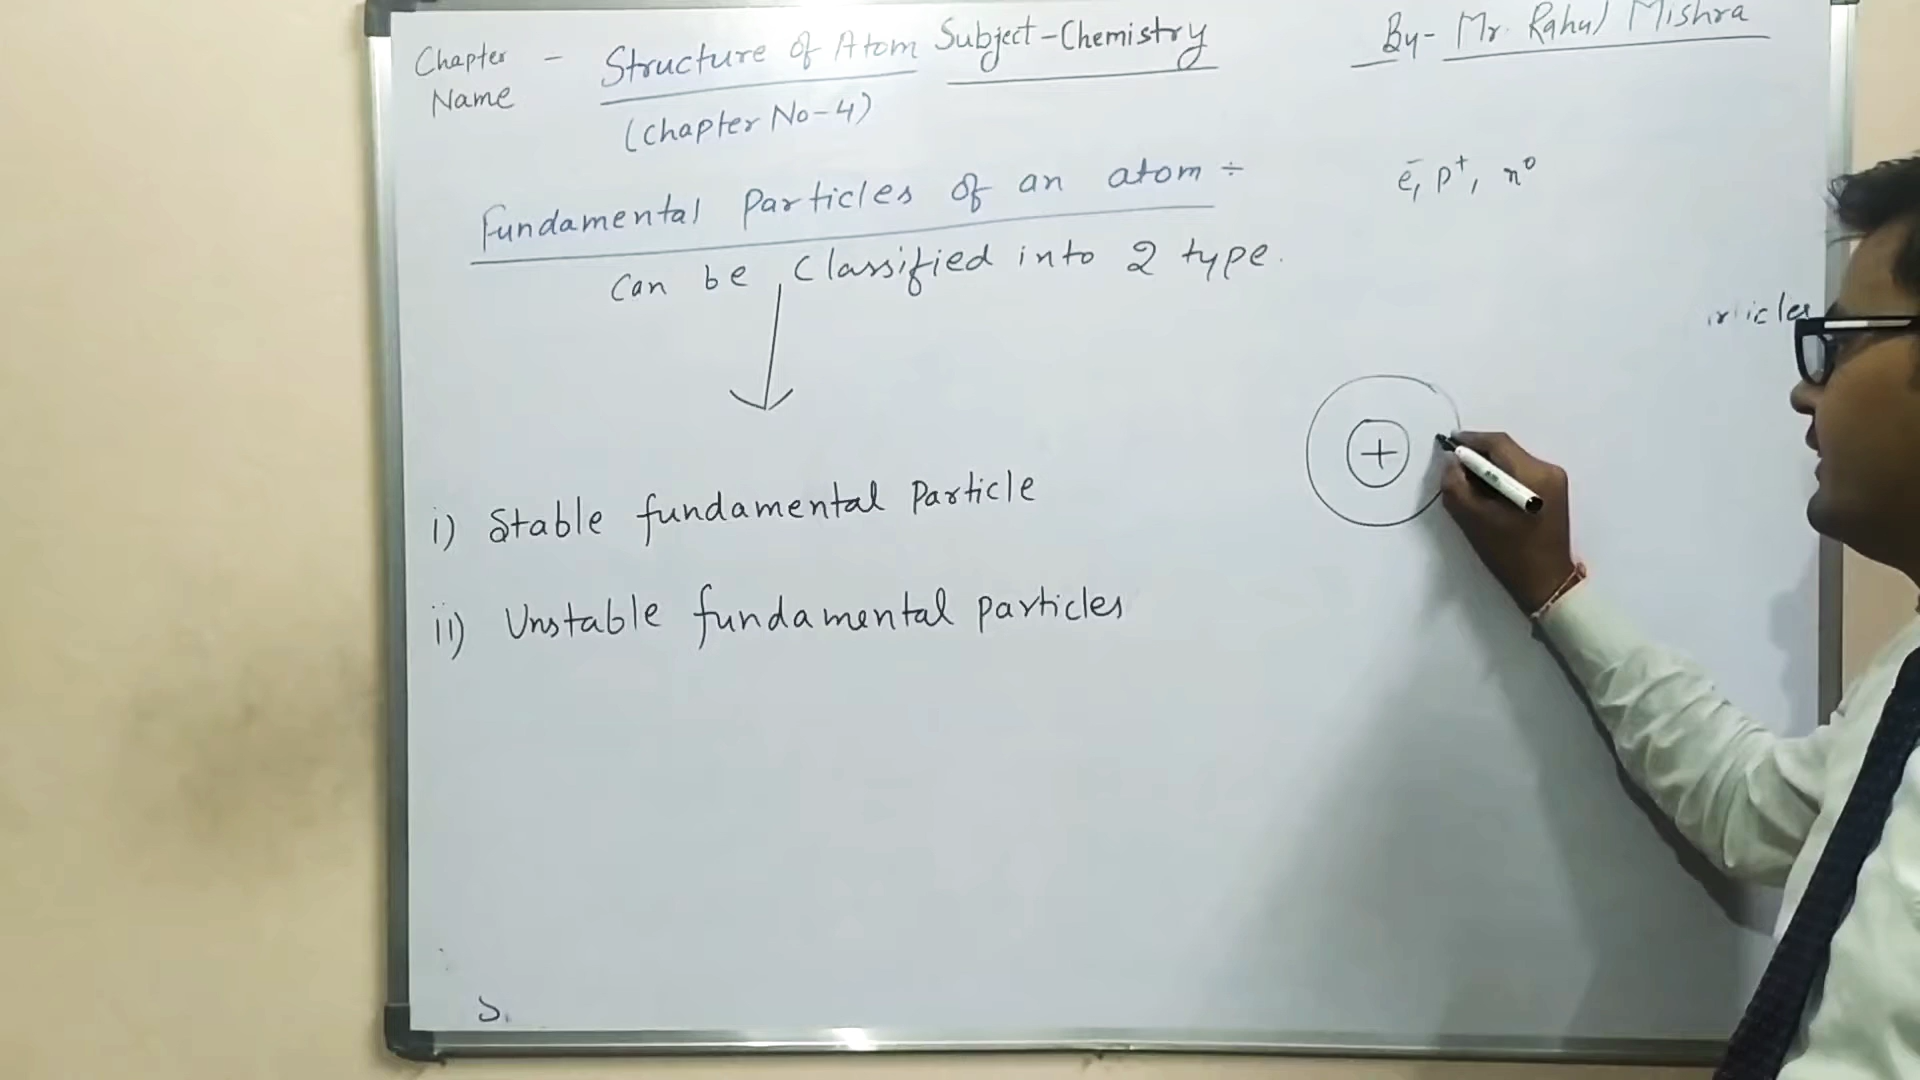 Chapter Name - Structure of Atom Subject-Chemistry By- Mr. Rahul Mishra
(Chapter No-4)
Fundamental Particles of an atom ÷
e⁻, p⁺, n⁰
can be classified into 2 type.
i) Stable fundamental Particle
+
ii) Unstable fundamental particles